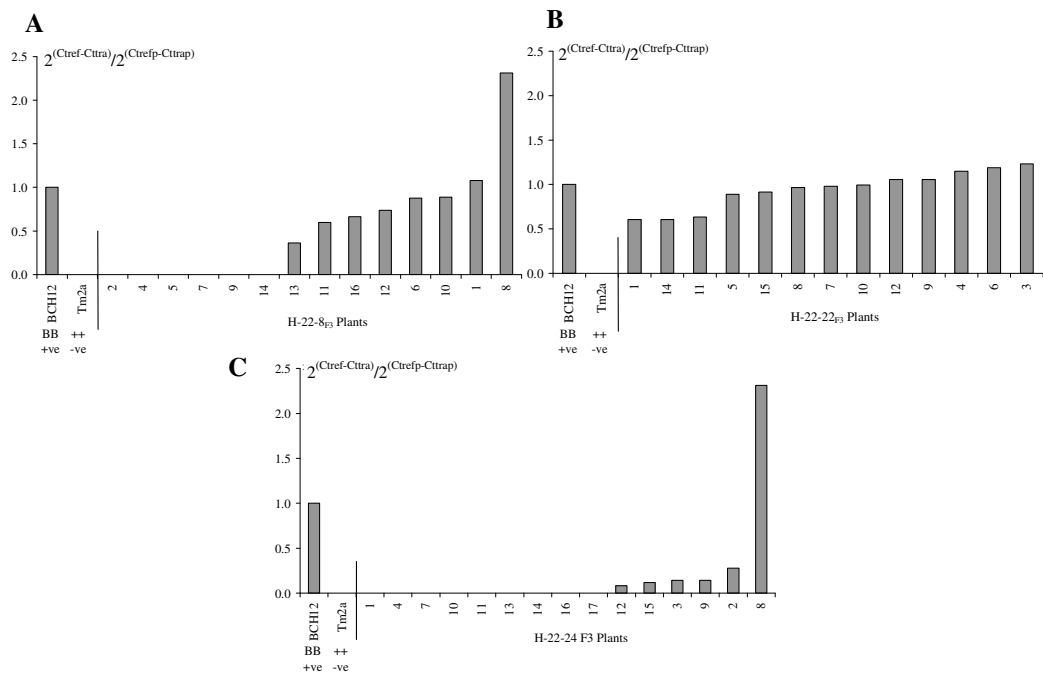 A
2^(Ctref-Cttra)/2^(Ctrefp-Cttrap)
2.5
2.0
1.5
1.0
0.5
0.0
BCH12 Tm2a 2 4 5 7 9 14 13 11 16 12 6 10 1 8
H-22-8F3 Plants
BB ++
+ve -ve
B
2^(Ctref-Cttra)/2^(Ctrefp-Cttrap)
2.5
2.0
1.5
1.0
0.5
0.0
BCH12 Tm2a 1 14 11 5 15 8 7 10 12 9 4 6 3
H-22-22F3 Plants
BB ++
+ve -ve
C
2^(Ctref-Cttra)/2^(Ctrefp-Cttrap)
2.5
2.0
1.5
1.0
0.5
0.0
BCH12 Tm2a 1 4 7 10 11 13 14 16 17 12 15 3 9 2 8
H-22-24 F3 Plants
BB ++
+ve -ve